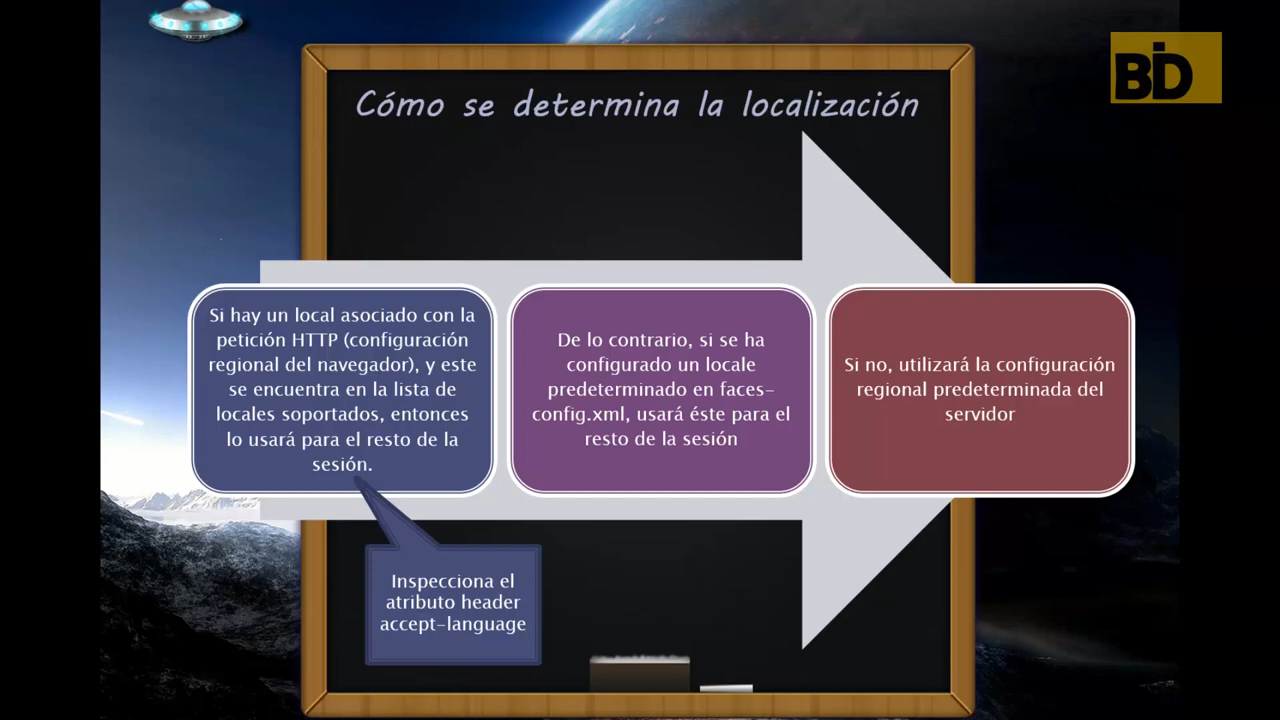 BID
Cómo se determina la localización
Si hay un local asociado con la
petición HTTP (configuración
regional del navegador), y este
se encuentra en la lista de
locales soportados, entonces
lo usará para el resto de la
sesión.
De lo contrario, si se ha
configurado un locale
predeterminado en faces-
config.xml, usará éste para el
resto de la sesión
Si no, utilizará la configuración
regional predeterminada del
servidor
Inspecciona el
atributo header
accept-language